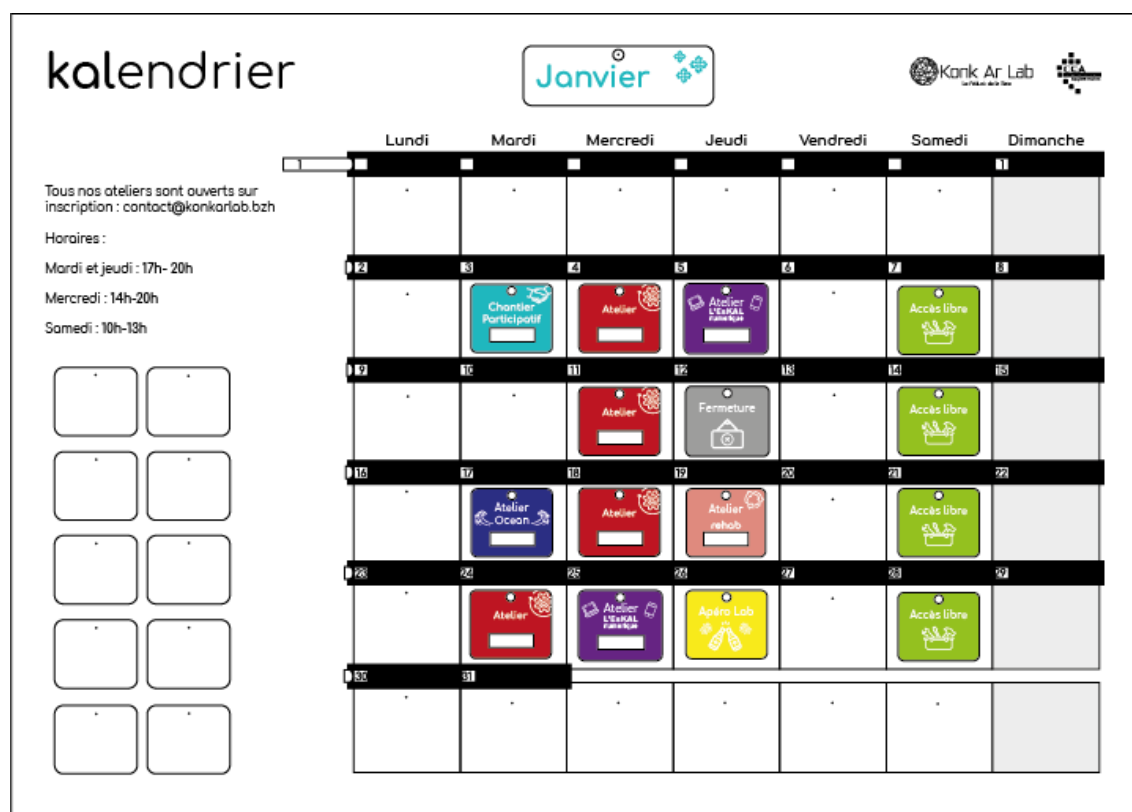 kalendrier
Janvier
Konk Ar Lab
CCA
Lundi Mardi Mercredi Jeudi Vendredi Samedi Dimanche
1 1
Tous nos ateliers sont ouverts sur
inscription : contact@konkarlab.bzh
Horaires :
Mardi et jeudi : 17h- 20h
Mercredi : 14h-20h
Samedi : 10h-13h
2 3 4 5 6 7 8
Chantier
Participatif
Atelier
Atelier
L'EsKAL
numérique
Accès libre
9 10 11 12 13 14 15
Atelier
Fermeture
Accès libre
16 17 18 19 20 21 22
Atelier
Ocean
Atelier
Atelier
rehab
Accès libre
23 24 25 26 27 28 29
Atelier
Atelier
L'EsKAL
numérique
Apéro Lab
Accès libre
30 31